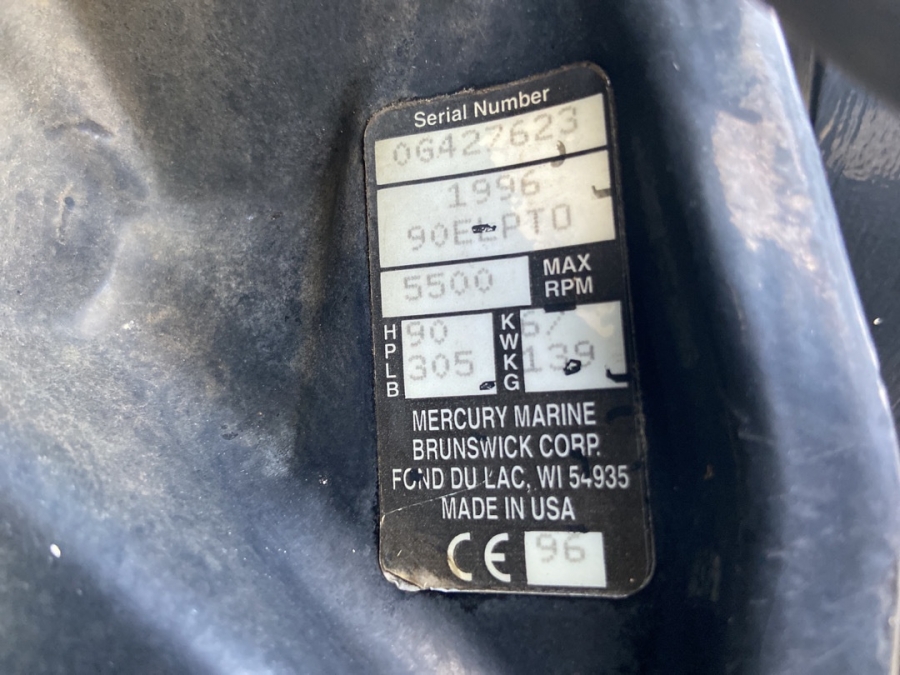 Serial Number
0G427623
1996
90ELPTO
5500 MAX RPM
HP 90 KW 67
LB 305 KG 139
MERCURY MARINE
BRUNSWICK CORP.
FOND DU LAC, WI 54935
MADE IN USA
CE 96